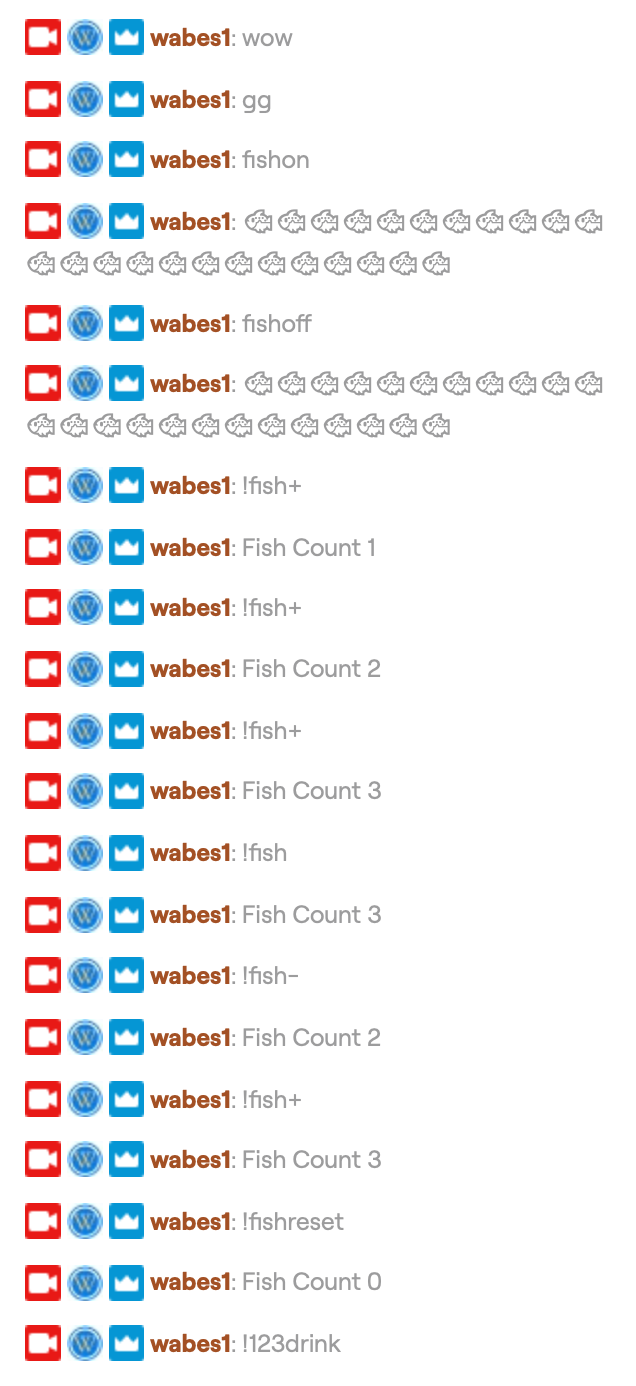 wabes1: wow
wabes1: gg
wabes1: fishon
wabes1:
wabes1: fishoff
wabes1:
wabes1: !fish+
wabes1: Fish Count 1
wabes1: !fish+
wabes1: Fish Count 2
wabes1: !fish+
wabes1: Fish Count 3
wabes1: !fish
wabes1: Fish Count 3
wabes1: !fish-
wabes1: Fish Count 2
wabes1: !fish+
wabes1: Fish Count 3
wabes1: !fishreset
wabes1: Fish Count 0
wabes1: !123drink